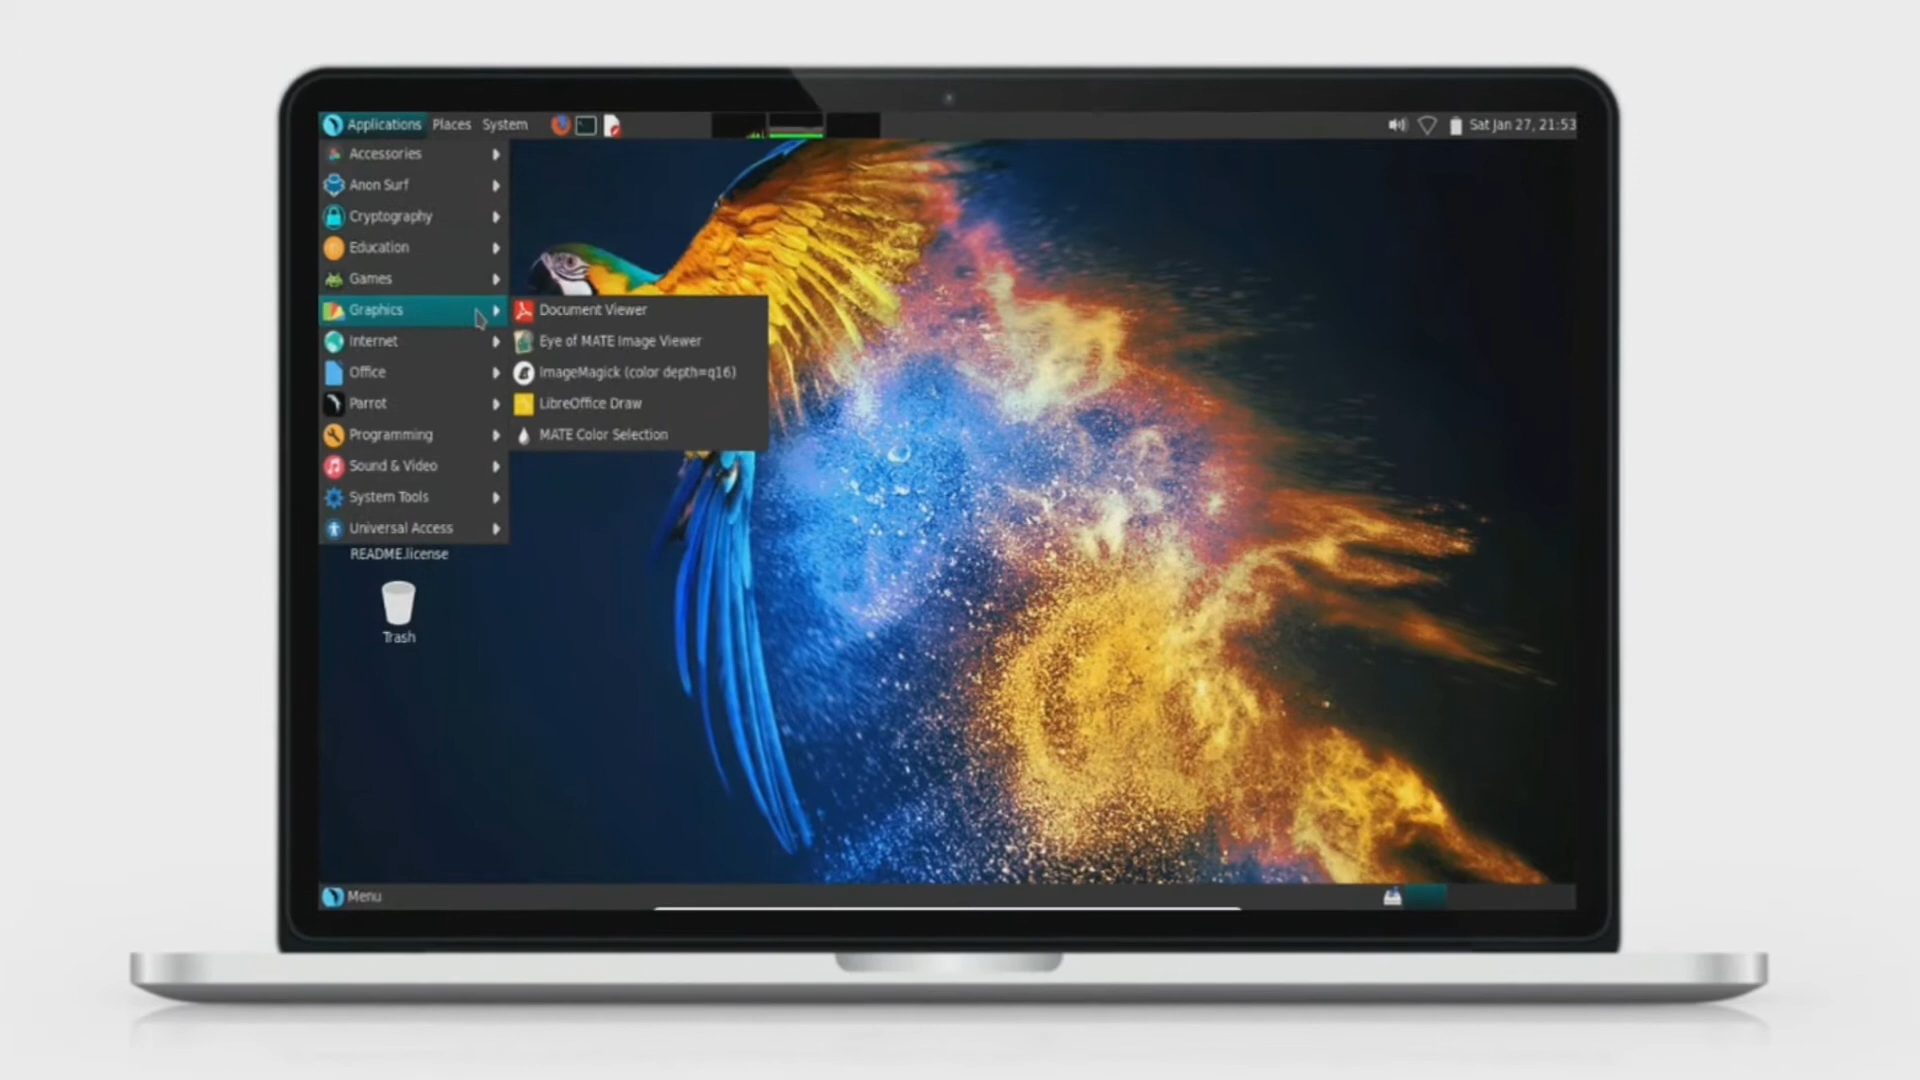 Applications Places System
Sat Jan 27, 21:53
Accessories
Anon Surf
Cryptography
Education
Games
Graphics
Internet
Office
Parrot
Programming
Sound & Video
System Tools
Universal Access
Document Viewer
Eye of MATE Image Viewer
ImageMagick (color depth=q16)
LibreOffice Draw
MATE Color Selection
README.license
Trash
Menu